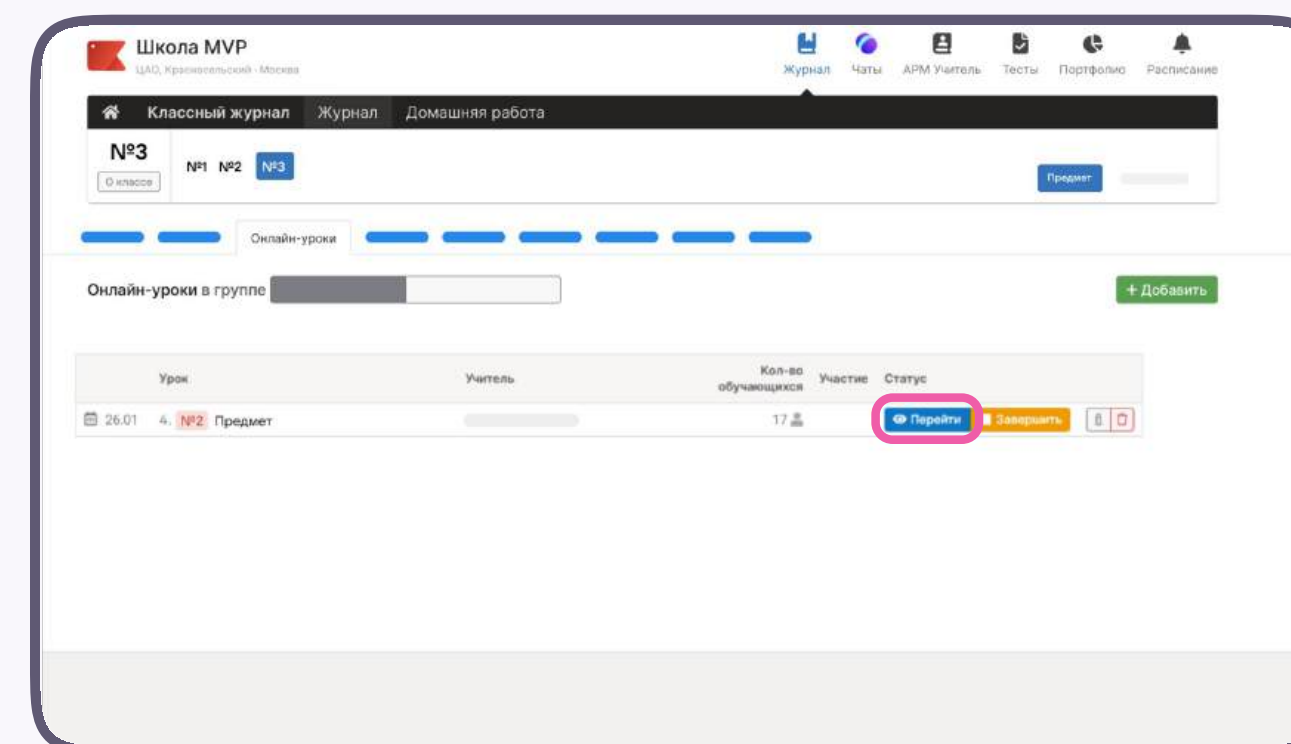 Школа MVP
ЦАО, Красносельский - Москва
Журнал Чаты АРМ Учитель Тесты Портфолио Расписание
Классный журнал Журнал Домашняя работа
№3
О классе
№1 №2 №3
Предмет
Онлайн-уроки
Онлайн-уроки в группе
+ Добавить
Урок Учитель Кол-во обучающихся Участие Статус
26.01 4. №2 Предмет 17 Перейти Завершить